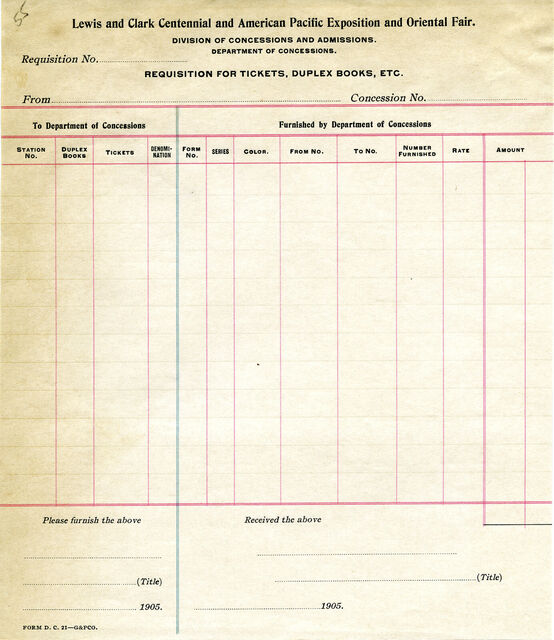 55
Lewis and Clark Centennial and American Pacific Exposition and Oriental Fair.
DIVISION OF CONCESSIONS AND ADMISSIONS.
DEPARTMENT OF CONCESSIONS.
Requisition No.
REQUISITION FOR TICKETS, DUPLEX BOOKS, ETC.
From Concession No.
To Department of Concessions Furnished by Department of Concessions
STATION No. DUPLEX BOOKS TICKETS DENOMI-NATION FORM No. SERIES COLOR. FROM No. TO No. NUMBER FURNISHED RATE AMOUNT
Please furnish the above Received the above
(Title) (Title)
1905. 1905.
FORM D. C. 21—G&PCO.